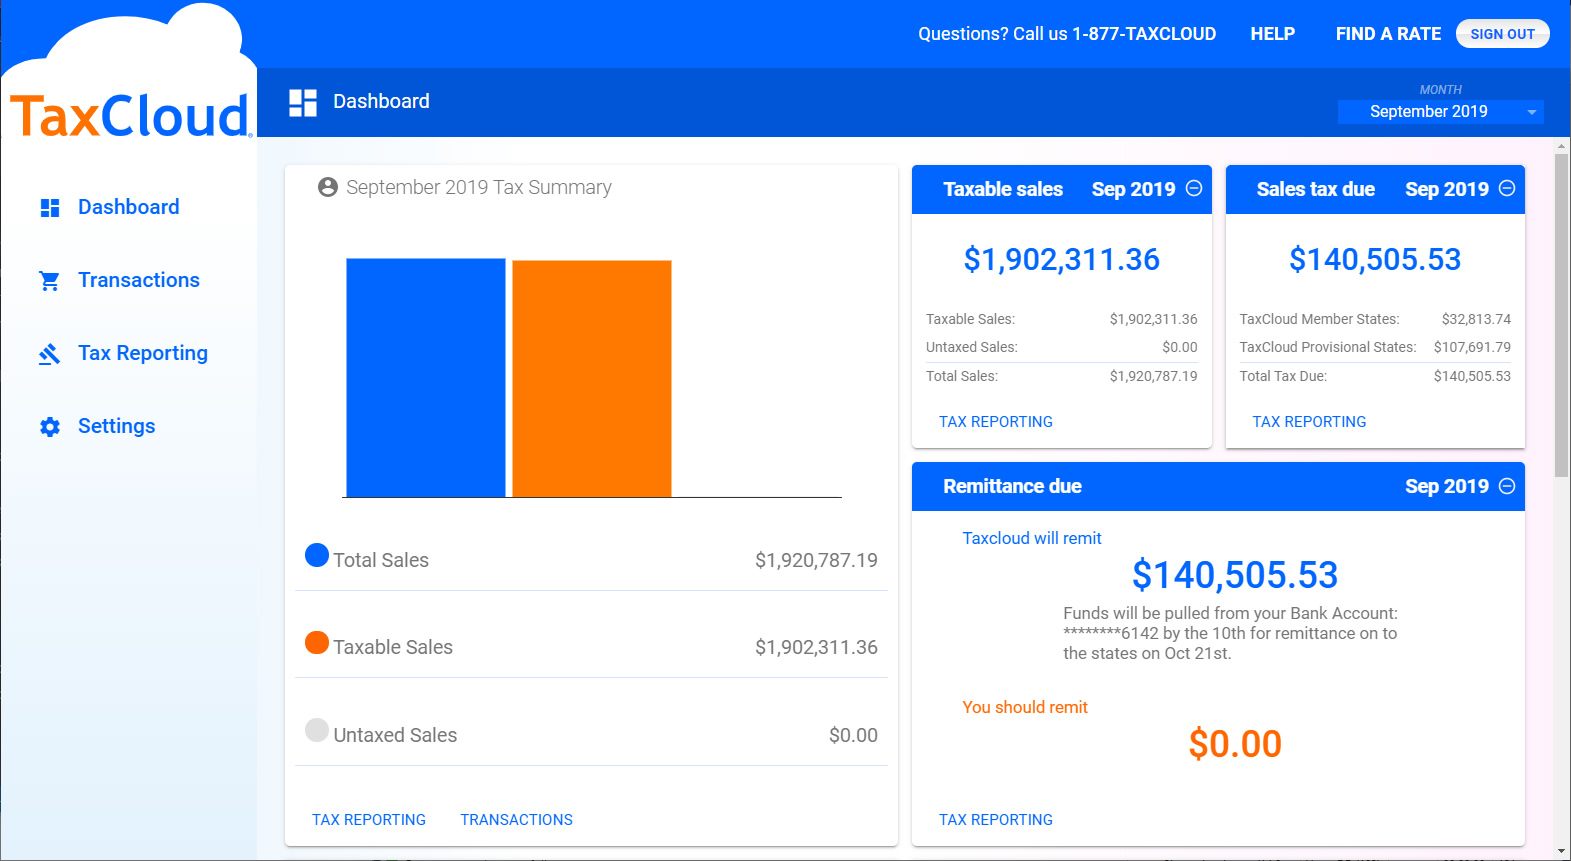 Questions? Call us 1-877-TAXCLOUD HELP FIND A RATE SIGN OUT
TaxCloud
Dashboard
MONTH
September 2019
Dashboard
Transactions
Tax Reporting
Settings
September 2019 Tax Summary
Total Sales $1,920,787.19
Taxable Sales $1,902,311.36
Untaxed Sales $0.00
TAX REPORTING TRANSACTIONS
Taxable sales Sep 2019
$1,902,311.36
Taxable Sales: $1,902,311.36
Untaxed Sales: $0.00
Total Sales: $1,920,787.19
TAX REPORTING
Sales tax due Sep 2019
$140,505.53
TaxCloud Member States: $32,813.74
TaxCloud Provisional States: $107,691.79
Total Tax Due: $140,505.53
TAX REPORTING
Remittance due Sep 2019
Taxcloud will remit
$140,505.53
Funds will be pulled from your Bank Account:
********6142 by the 10th for remittance on to
the states on Oct 21st.
You should remit
$0.00
TAX REPORTING